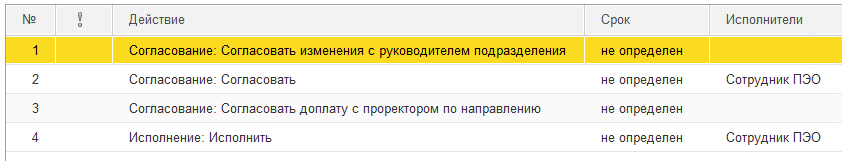 № Действие Срок Исполнители
1 Согласование: Согласовать изменения с руководителем подразделения не определен
2 Согласование: Согласовать не определен Сотрудник ПЭО
3 Согласование: Согласовать доплату с проректором по направлению не определен
4 Исполнение: Исполнить не определен Сотрудник ПЭО